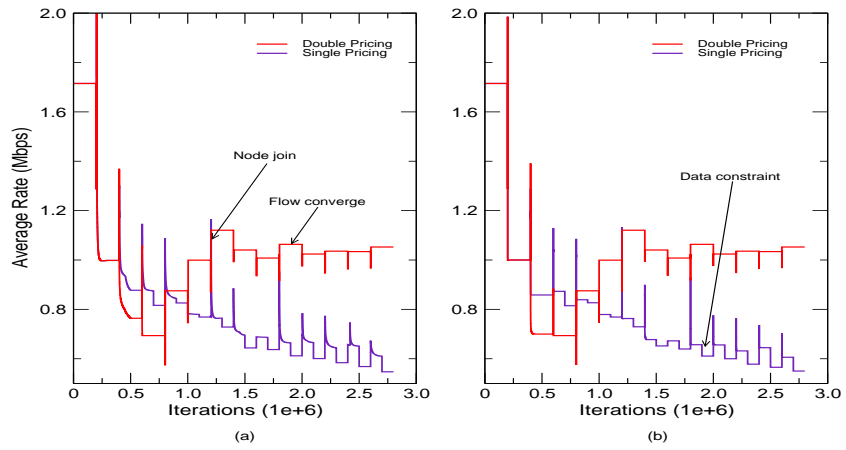 2.0
1.6
1.2
0.8
Average Rate (Mbps)
Double Pricing
Single Pricing
Node join
Flow converge
0 0.5 1.0 1.5 2.0 2.5 3.0
Iterations (1e+6)
(a)
2.0
1.6
1.2
0.8
Double Pricing
Single Pricing
Data constraint
0 0.5 1.0 1.5 2.0 2.5 3.0
Iterations (1e+6)
(b)